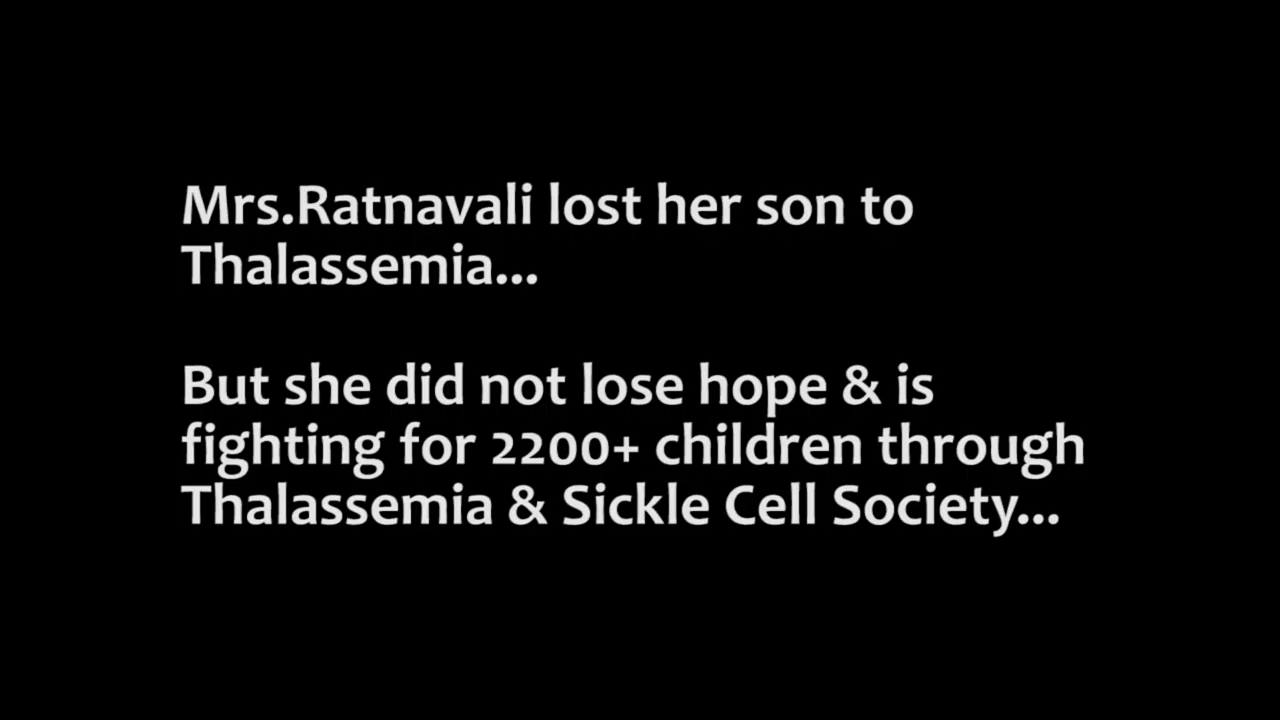 Mrs.Ratnavali lost her son to
Thalassemia...
But she did not lose hope & is
fighting for 2200+ children through
Thalassemia & Sickle Cell Society...